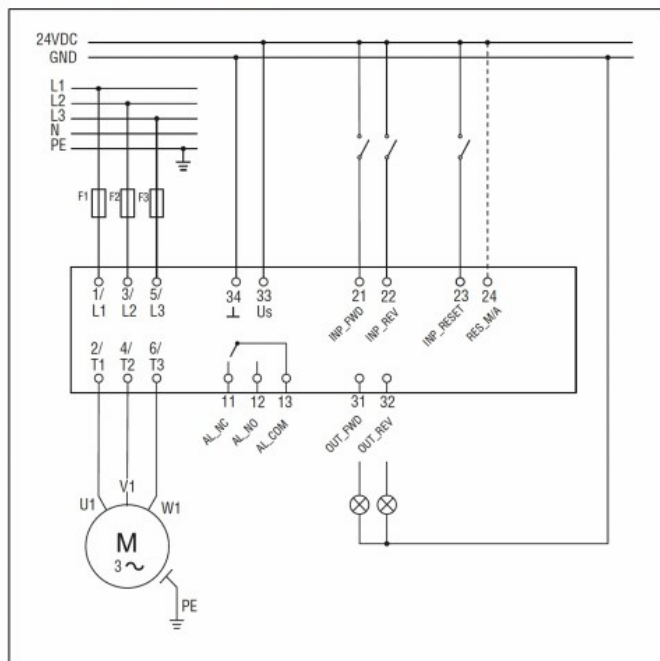 24VDC
GND
L1
L2
L3
N
PE
F1 F2 F3
1/ 3/ 5/ 34 33 21 22 23 24
L1 L2 L3 ⊥ Us
INP_FWD INP_REV INP_RESET RES_M/A
2/ 4/ 6/
T1 T2 T3
11 12 13 31 32
AL_NC AL_NO AL_COM OUT_FWD OUT_REV
U1 V1 W1
M
3 ~
PE